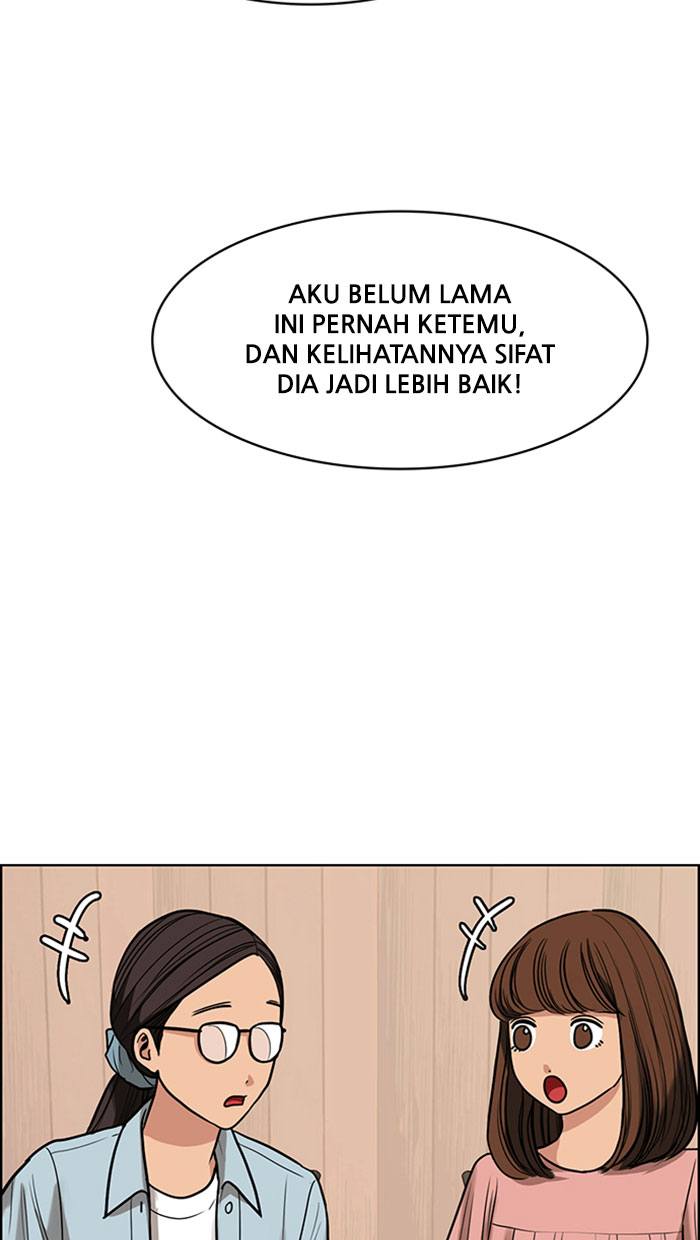 AKU BELUM LAMA
INI PERNAH KETEMU,
DAN KELIHATANNYA SIFAT
DIA JADI LEBIH BAIK!